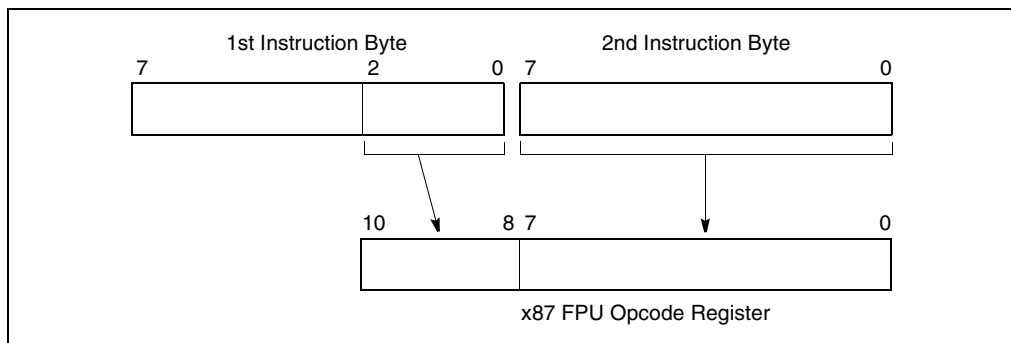 1st Instruction Byte 2nd Instruction Byte
7 2 0 7 0
10 8 7 0
x87 FPU Opcode Register